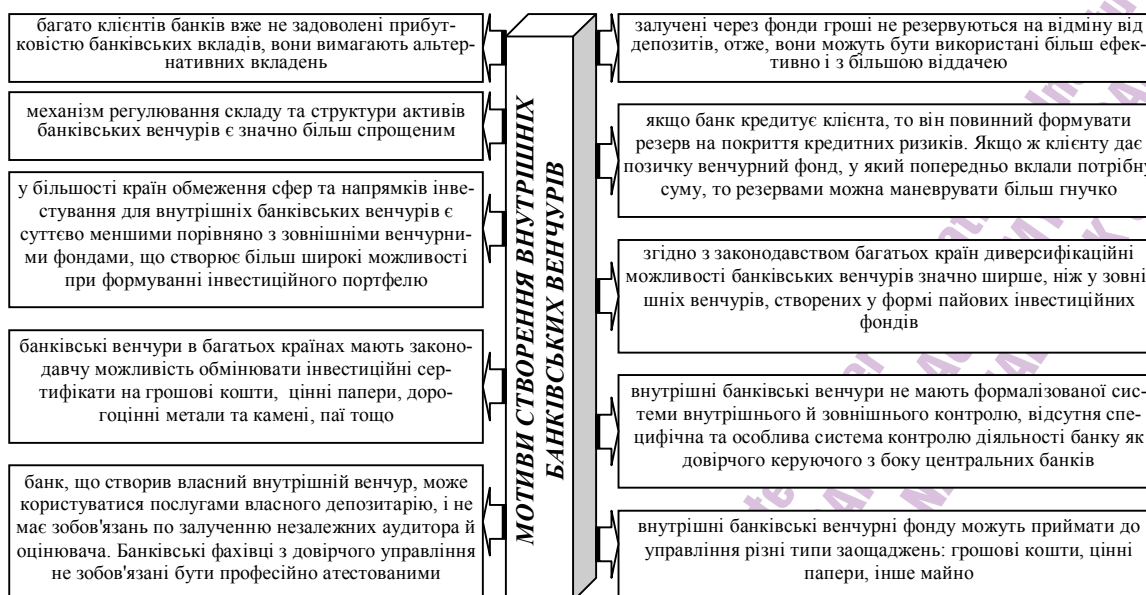 багато клієнтів банків вже не задоволені прибут-
ковістю банківських вкладів, вони вимагають альтер-
нативних вкладень
механізм регулювання складу та структури активів
банківських венчурів є значно більш спрощеним
у більшості країн обмеження сфер та напрямків інве-
стування для внутрішніх банківських венчурів є
суттєво меншими порівняно з зовнішніми венчурни-
ми фондами, що створює більш широкі можливості
при формуванні інвестиційного портфелю
банківські венчури в багатьох країнах мають законо-
давчу можливість обмінювати інвестиційні сер-
тифікати на грошові кошти, цінні папери, доро-
гоцінні метали та камені, паї тощо
банк, що створив власний внутрішній венчур, може
користуватися послугами власного депозитарію, і не
має зобов'язань по залученню незалежних аудитора й
оцінювача. Банківські фахівці з довірчого управління
не зобов'язані бути професійно атестованими
МОТИВИ СТВОРЕННЯ ВНУТРІШНІХ
БАНКІВСЬКИХ ВЕНЧУРІВ
залучені через фонди гроші не резервуються на відміну від
депозитів, отже, вони можуть бути використані більш ефек-
тивно і з більшою віддачею
якщо банк кредитує клієнта, то він повинний формувати
резерв на покриття кредитних ризиків. Якщо ж клієнту дає
позичку венчурний фонд, у який попередньо вклали потрібну
суму, то резервами можна маневрувати більш гнучко
згідно з законодавством багатьох країн диверсифікаційні
можливості банківських венчурів значно ширше, ніж у зовні-
шніх венчурів, створених у формі пайових інвестиційних
фондів
внутрішні банківські венчури не мають формалізованої сис-
теми внутрішнього й зовнішнього контролю, відсутня спе-
цифічна та особлива система контролю діяльності банку як
довірчого керуючого з боку центральних банків
внутрішні банківські венчурні фонду можуть приймати до
управління різні типи заощаджень: грошові кошти, цінні
папери, інше майно